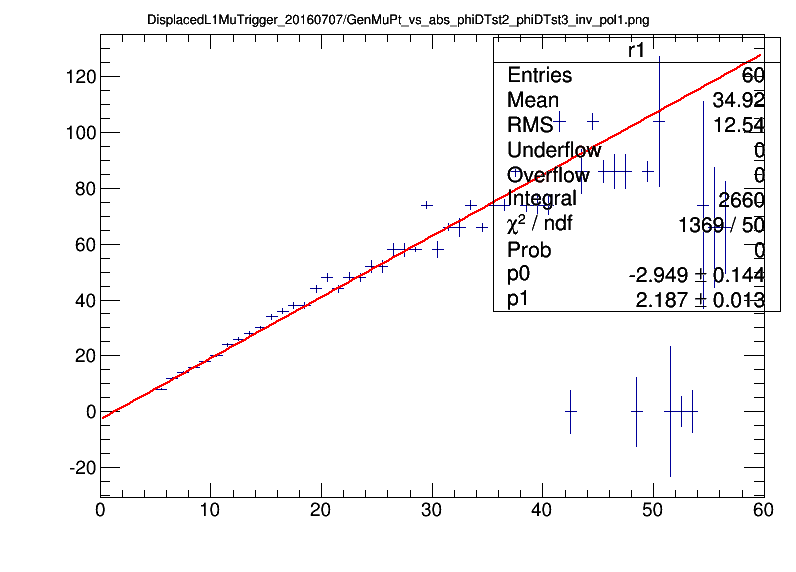 DisplacedL1MuTrigger_20160707/GenMuPt_vs_abs_phiDTst2_phiDTst3_inv_pol1.png
r1
Entries 60
Mean 34.92
RMS 12.54
Underflow 0
Overflow 0
Integral 2660
χ² / ndf 1369 / 50
Prob 0
p0 -2.949 ± 0.144
p1 2.187 ± 0.013
120
100
80
60
40
20
0
-20
0 10 20 30 40 50 60